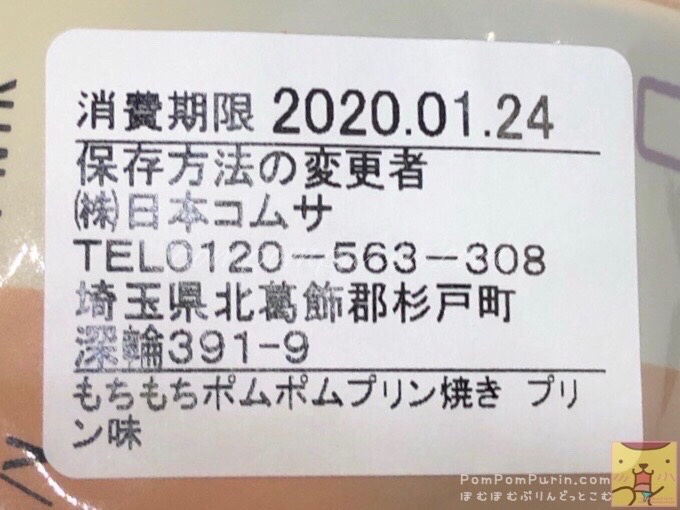 消費期限 2020.01.24
保存方法の変更者
㈱日本コムサ
TEL0120-563-308
埼玉県北葛飾郡杉戸町
深輪391-9
もちもちポムポムプリン焼き プリ
ン味
PomPomPurin.com
ぽむぽむぷりんどっとこむ